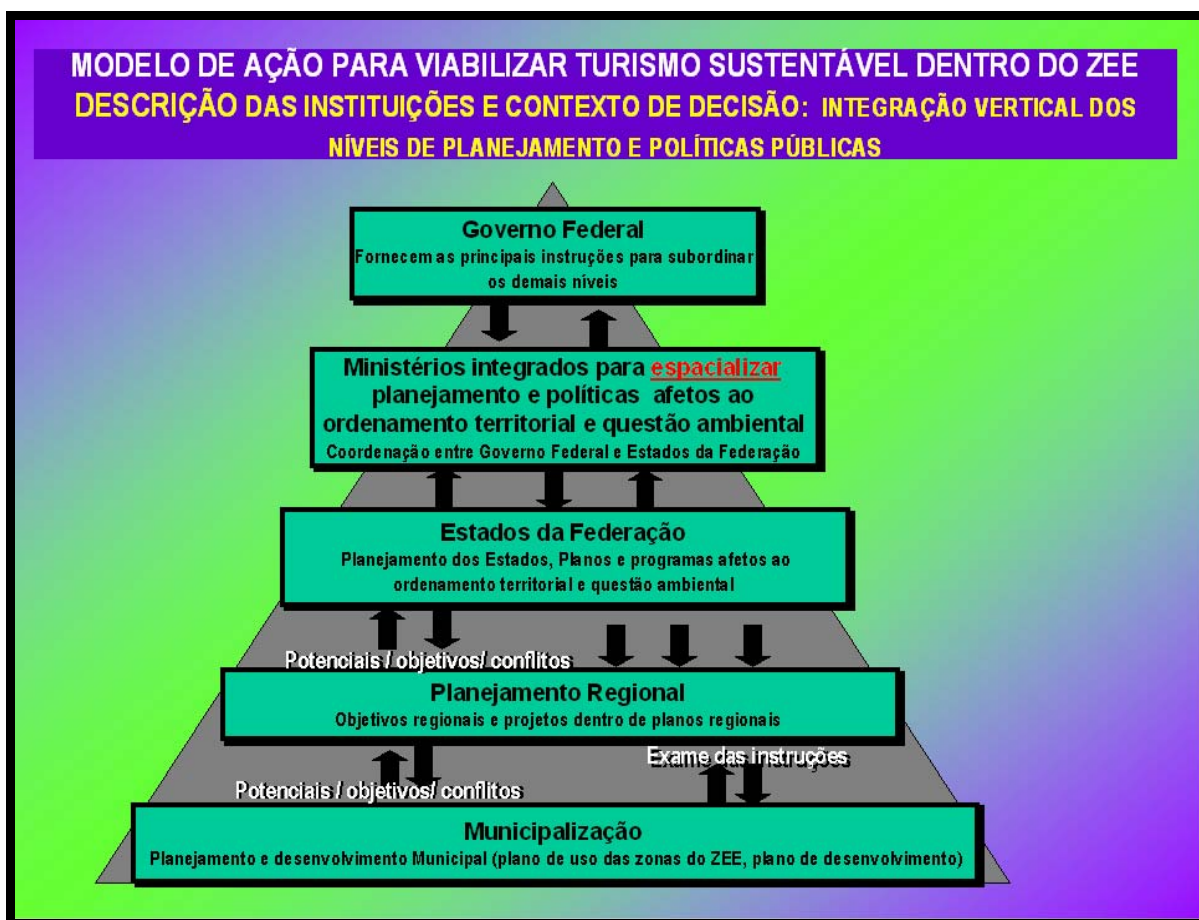 MODELO DE AÇÃO PARA VIABILIZAR TURISMO SUSTENTÁVEL DENTRO DO ZEE
DESCRIÇÃO DAS INSTITUIÇÕES E CONTEXTO DE DECISÃO: INTEGRAÇÃO VERTICAL DOS
NÍVEIS DE PLANEJAMENTO E POLÍTICAS PÚBLICAS
Governo Federal
Fornecem as principais instruções para subordinar
os demais níveis
Ministérios integrados para espacializar
planejamento e políticas afetos ao
ordenamento territorial e questão ambiental
Coordenação entre Governo Federal e Estados da Federação
Estados da Federação
Planejamento dos Estados, Planos e programas afetos ao
ordenamento territorial e questão ambiental
Potenciais / objetivos/ conflitos
Planejamento Regional
Objetivos regionais e projetos dentro de planos regionais
Exame das instruções
Potenciais / objetivos/ conflitos
Municipalização
Planejamento e desenvolvimento Municipal (plano de uso das zonas do ZEE, plano de desenvolvimento)